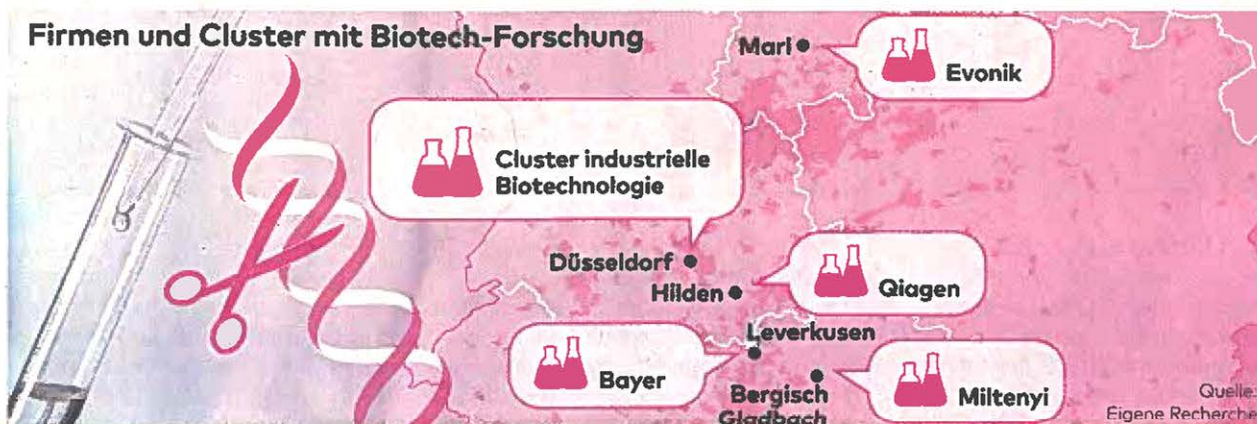 Firmen und Cluster mit Biotech-Forschung
Marl
Evonik
Cluster industrielle
Biotechnologie
Düsseldorf
Hilden
Qiagen
Leverkusen
Bayer
Bergisch
Gladbach
Miltenyi
Quelle:
Eigene Recherche